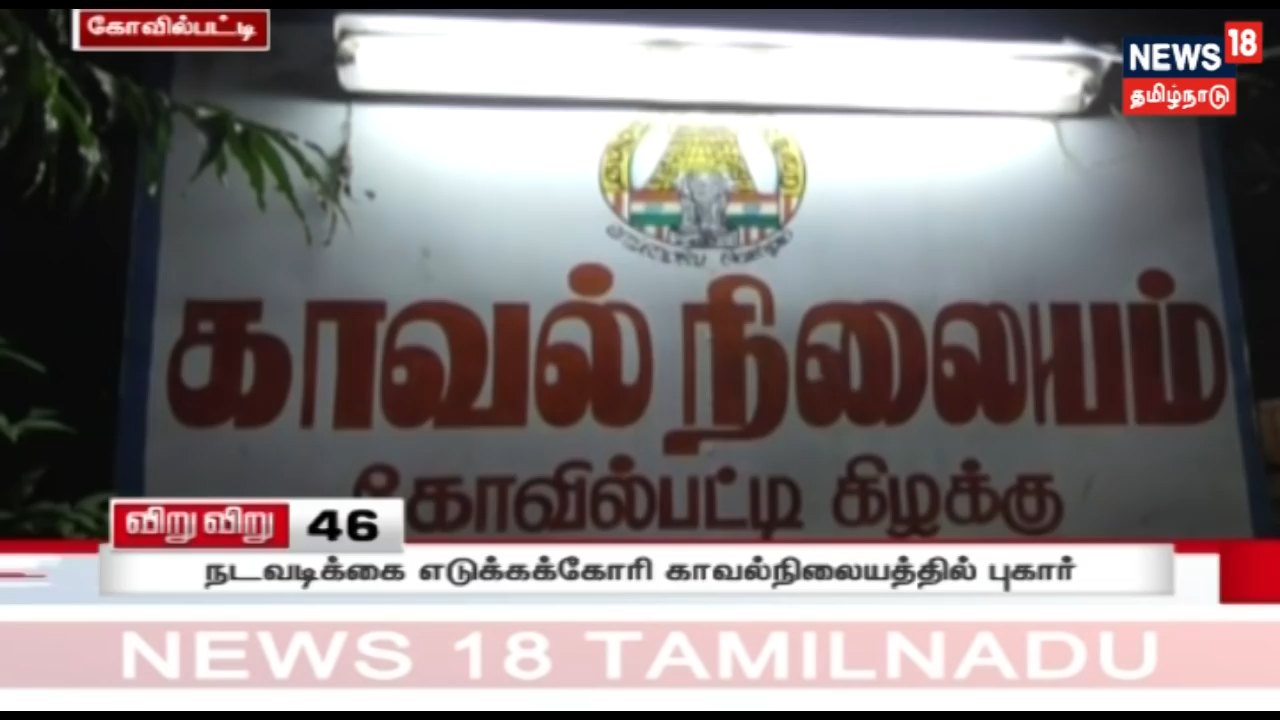 கோவில்பட்டி
NEWS 18
தமிழ்நாடு
காவல் நிலையம்
கோவில்பட்டி கிழக்கு
விறு விறு 46
நடவடிக்கை எடுக்கக்கோரி காவல்நிலையத்தில் புகார்
NEWS 18 TAMILNADU